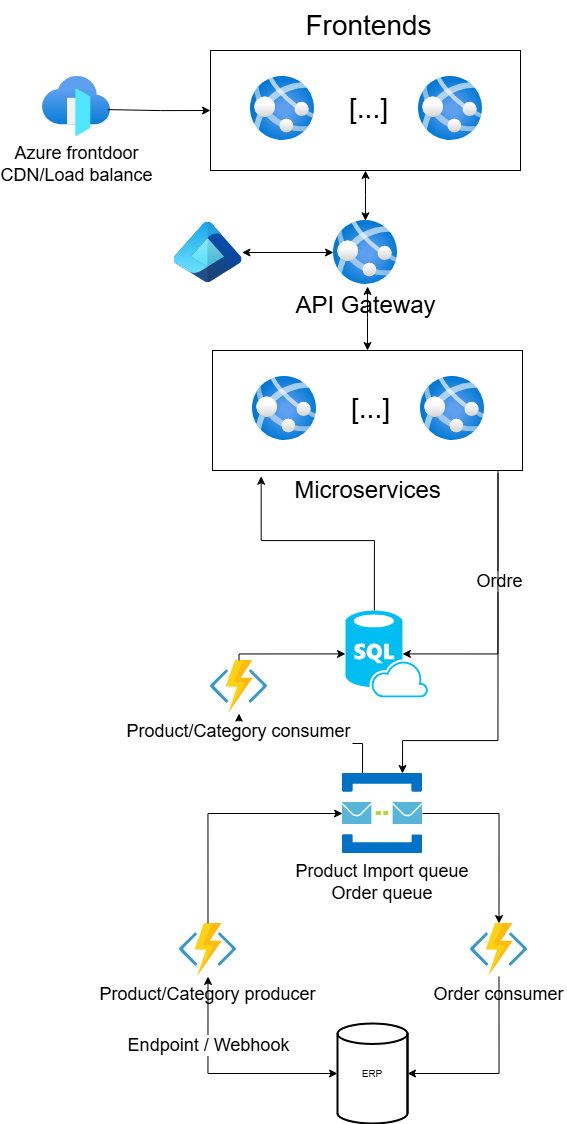 Frontends
[...]
Azure frontdoor
CDN/Load balance
API Gateway
[...]
Microservices
Ordre
SQL
Product/Category consumer
Product Import queue
Order queue
Product/Category producer
Order consumer
Endpoint / Webhook
ERP